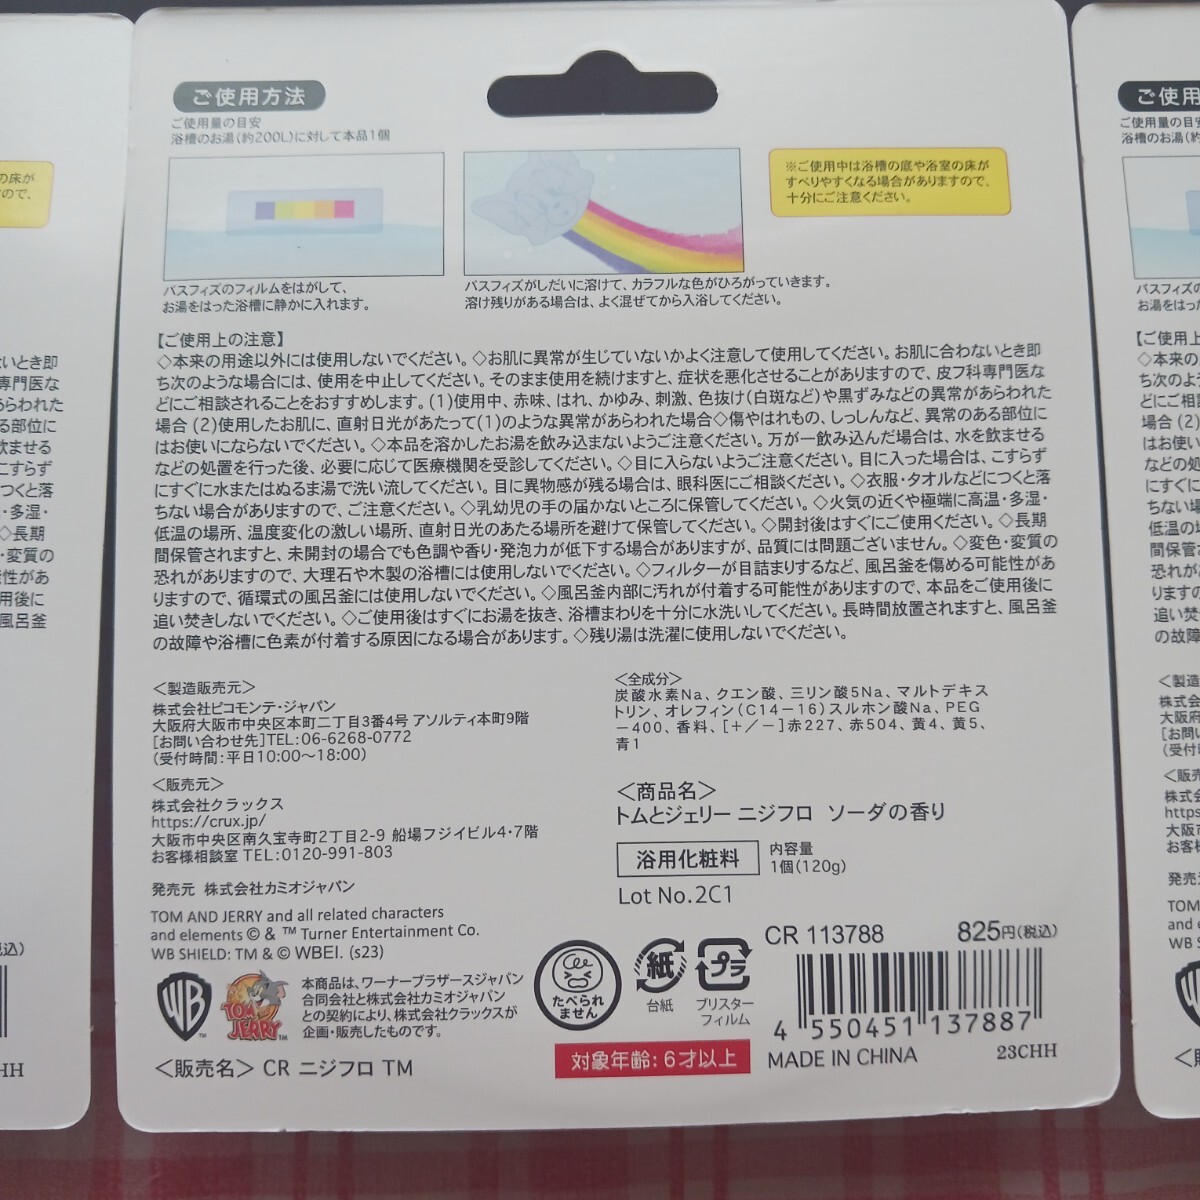 ご使用方法
ご使用量の目安
浴槽のお湯(約200L)に対して本品1個
※ご使用中は浴槽の底や浴室の床が
すべりやすくなる場合がありますので、
十分にご注意ください。
バスフィズのフィルムをはがして、
お湯をはった浴槽に静かに入れます。
バスフィズがしだいに溶けて、カラフルな色がひろがっていきます。
溶け残りがある場合は、よく混ぜてから入浴してください。
【ご使用上の注意】
◇本来の用途以外には使用しないでください。◇お肌に異常が生じていないかよく注意して使用してください。お肌に合わないとき即
ち次のような場合には、使用を中止してください。そのまま使用を続けますと、症状を悪化させることがありますので、皮フ科専門医な
どにご相談されることをおすすめします。(1)使用中、赤味、はれ、かゆみ、刺激、色抜け(白斑など)や黒ずみなどの異常があらわれた
場合 (2)使用したお肌に、直射日光があたって(1)のような異常があらわれた場合◇傷やはれもの、しっしんなど、異常のある部位に
はお使いにならないでください。◇本品を溶かしたお湯を飲み込まないようご注意ください。万が一飲み込んだ場合は、水を飲ませる
などの処置を行った後、必要に応じて医療機関を受診してください。◇目に入らないようご注意ください。目に入った場合は、こすらず
にすぐに水またはぬるま湯で洗い流してください。目に異物感が残る場合は、眼科医にご相談ください。◇衣服・タオルなどにつくと落
ちない場合がありますので、ご注意ください。◇乳幼児の手の届かないところに保管してください。◇火気の近くや極端に高温・多湿・
低温の場所、温度変化の激しい場所、直射日光のあたる場所を避けて保管してください。◇開封後はすぐにご使用ください。◇長期
間保管されますと、未開封の場合でも色調や香り・発泡力が低下する場合がありますが、品質には問題ございません。◇変色・変質の
恐れがありますので、大理石や木製の浴槽には使用しないでください。◇フィルターが目詰まりするなど、風呂釜を傷める可能性があ
りますので、循環式の風呂釜には使用しないでください。◇風呂釜内部に汚れが付着する可能性がありますので、本品をご使用後に
追い焚きしないでください。◇ご使用後はすぐにお湯を抜き、浴槽まわりを十分に水洗いしてください。長時間放置されますと、風呂釜
の故障や浴槽に色素が付着する原因になる場合があります。◇残り湯は洗濯に使用しないでください。
＜製造販売元＞
株式会社ピコモンテ・ジャパン
大阪府大阪市中央区本町二丁目3番4号 アソルティ本町9階
[お問い合わせ先]TEL:06-6268-0772
(受付時間:平日10:00～18:00)
＜販売元＞
株式会社クラックス
https://crux.jp/
大阪市中央区南久宝寺町2丁目2-9 船場フジイビル4・7階
お客様相談室 TEL:0120-991-803
発売元 株式会社カミオジャパン
TOM AND JERRY and all related characters
and elements © & ™ Turner Entertainment Co.
WB SHIELD: TM & © WBEI. (s23)
WB
TOM and JERRY
本商品は、ワーナーブラザースジャパン
合同会社と株式会社カミオジャパン
との契約により、株式会社クラックスが
企画・販売したものです。
＜販売名＞ CR ニジフロ TM
＜全成分＞
炭酸水素Na、クエン酸、三リン酸5Na、マルトデキス
トリン、オレフィン(C14－16)スルホン酸Na、PEG
－400、香料、[＋／－]赤227、赤504、黄4、黄5、
青1
＜商品名＞
トムとジェリー ニジフロ ソーダの香り
浴用化粧料
内容量
1個(120g)
Lot No.2C1
CR 113788
825円(税込)
たべられ
ません
紙
台紙
プラ
ブリスター
フィルム
4 550451 137887
対象年齢:6才以上
MADE IN CHINA
23CHH